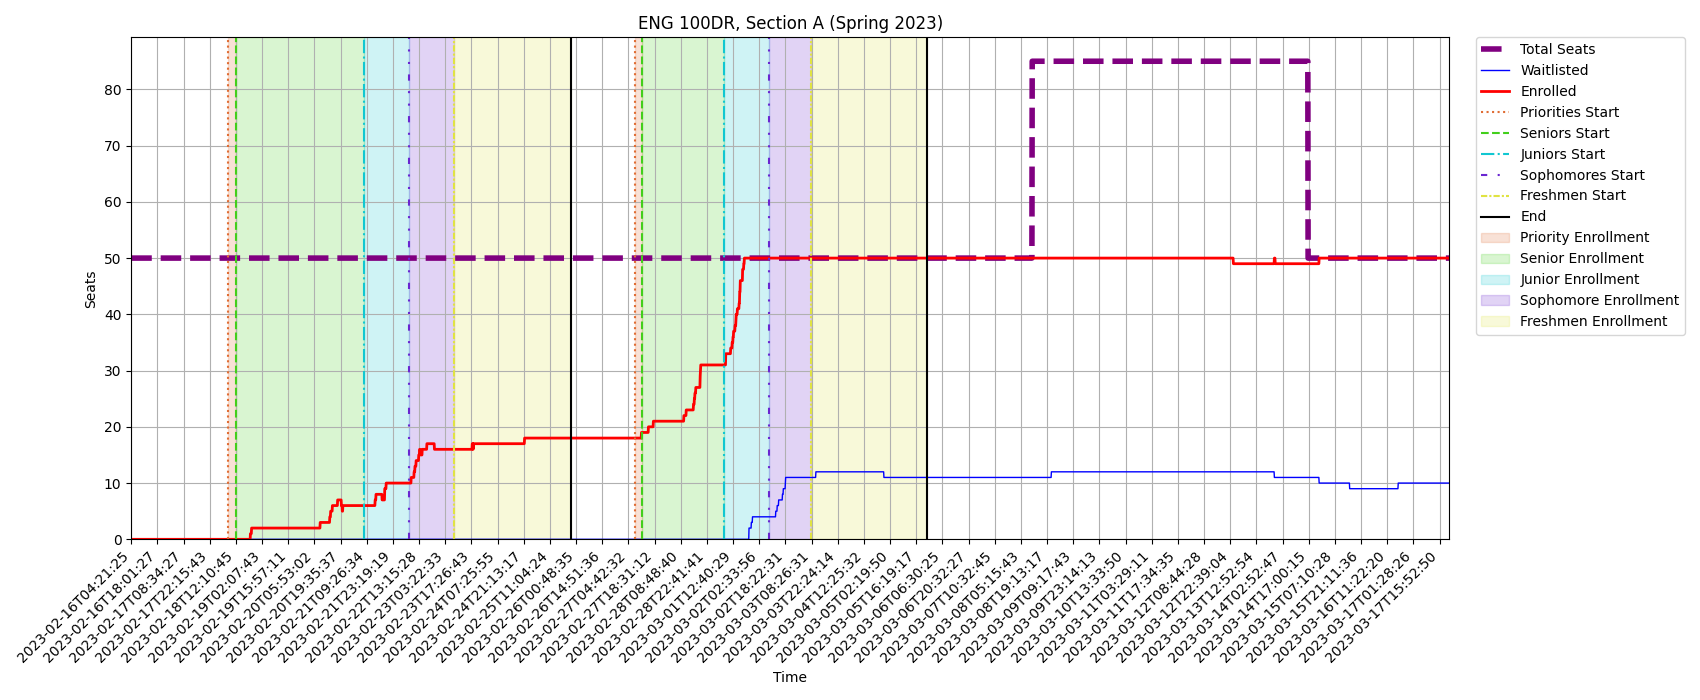 ENG 100DR, Section A (Spring 2023)
Total Seats
Waitlisted
Enrolled
Priorities Start
Seniors Start
Juniors Start
Sophomores Start
Freshmen Start
End
Priority Enrollment
Senior Enrollment
Junior Enrollment
Sophomore Enrollment
Freshmen Enrollment
Seats
80
70
60
50
40
30
20
10
0
2023-02-16T04:21:25
2023-02-16T18:01:27
2023-02-17T08:34:27
2023-02-17T22:15:43
2023-02-18T12:10:45
2023-02-19T02:07:43
2023-02-19T15:57:11
2023-02-20T05:53:02
2023-02-20T19:35:37
2023-02-21T09:26:34
2023-02-21T23:19:19
2023-02-22T13:15:28
2023-02-23T03:22:33
2023-02-23T17:26:43
2023-02-24T07:25:55
2023-02-24T21:13:17
2023-02-25T11:04:24
2023-02-26T00:48:35
2023-02-26T14:51:36
2023-02-27T04:42:32
2023-02-27T18:31:12
2023-02-28T08:48:40
2023-02-28T22:41:41
2023-03-01T12:40:29
2023-03-02T02:33:56
2023-03-02T18:22:31
2023-03-03T08:26:31
2023-03-03T22:24:14
2023-03-04T12:25:32
2023-03-05T02:19:50
2023-03-05T16:19:17
2023-03-06T06:30:25
2023-03-06T20:32:27
2023-03-07T10:32:45
2023-03-08T05:15:43
2023-03-08T19:13:17
2023-03-09T09:17:43
2023-03-09T23:14:13
2023-03-10T13:33:50
2023-03-11T03:29:11
2023-03-11T17:34:35
2023-03-12T08:44:28
2023-03-12T22:39:04
2023-03-13T12:52:54
2023-03-14T02:52:47
2023-03-14T17:00:15
2023-03-15T07:10:28
2023-03-15T21:11:36
2023-03-16T11:22:20
2023-03-17T01:28:26
2023-03-17T15:52:50
Time